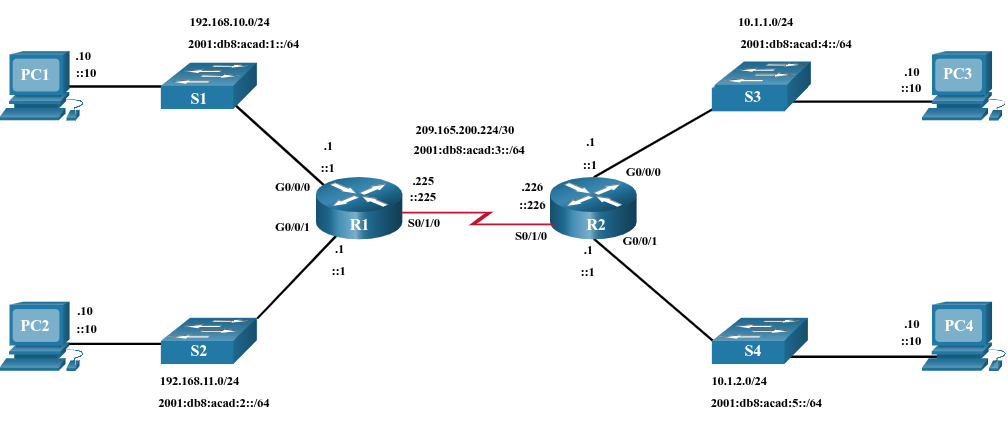 192.168.10.0/24
2001:db8:acad:1::/64
10.1.1.0/24
2001:db8:acad:4::/64
.10
::10
PC1
S1
S3
.10
::10
PC3
209.165.200.224/30
2001:db8:acad:3::/64
.1
::1
G0/0/0
.225
::225
R1
S0/1/0
G0/0/1
.1
::1
.1
::1
G0/0/0
.226
::226
R2
S0/1/0
G0/0/1
.1
::1
.10
::10
PC2
S2
192.168.11.0/24
2001:db8:acad:2::/64
S4
10.1.2.0/24
2001:db8:acad:5::/64
.10
::10
PC4